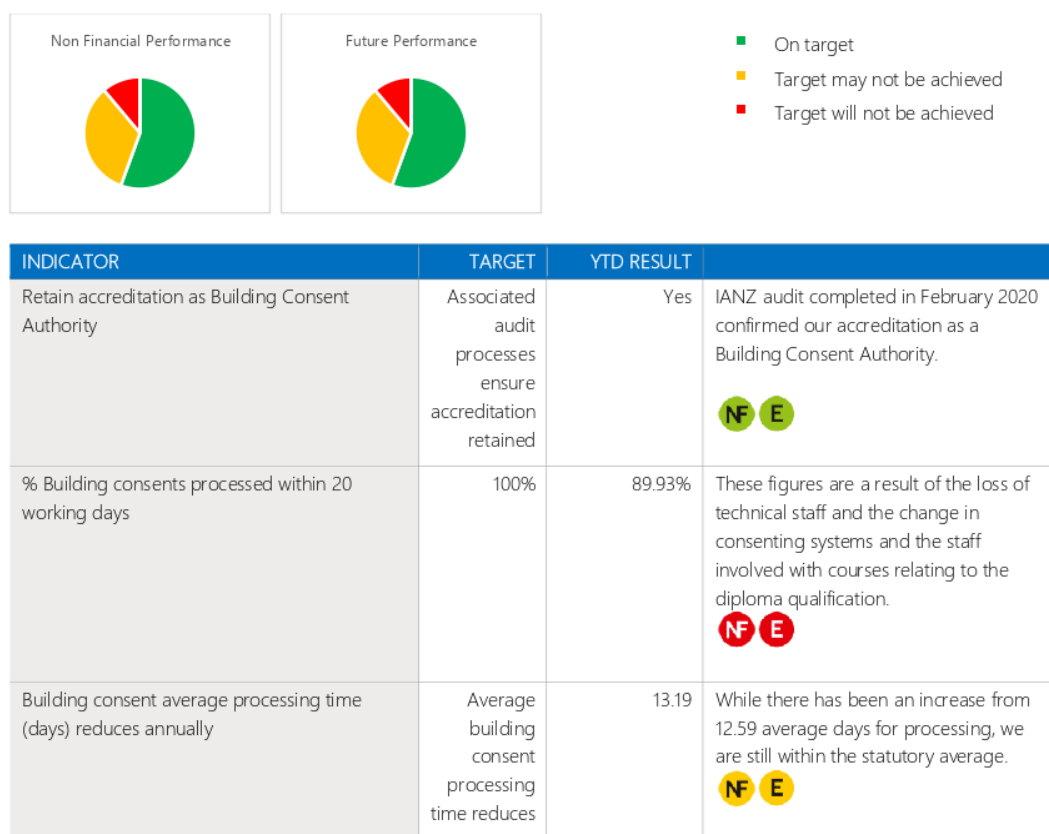 Non Financial Performance
Future Performance
On target
Target may not be achieved
Target will not be achieved
INDICATOR TARGET YTD RESULT
Retain accreditation as Building Consent
Authority
Associated
audit
processes
ensure
accreditation
retained
Yes
IANZ audit completed in February 2020
confirmed our accreditation as a
Building Consent Authority.
NF E
% Building consents processed within 20
working days
100%
89.93%
These figures are a result of the loss of
technical staff and the change in
consenting systems and the staff
involved with courses relating to the
diploma qualification.
NF E
Building consent average processing time
(days) reduces annually
Average
building
consent
processing
time reduces
13.19
While there has been an increase from
12.59 average days for processing, we
are still within the statutory average.
NF E